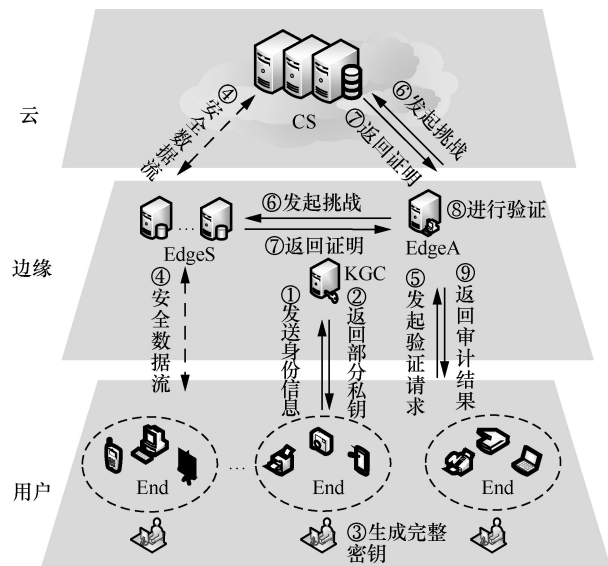 云
CS
④安全数据流
⑥发起挑战
⑦返回证明
边缘
EdgeS
⑥发起挑战
⑦返回证明
EdgeA
⑧进行验证
KGC
④安全数据流
①发送身份信息
②返回部分私钥
⑤发起验证请求
⑨返回审计结果
用户
End
...
End
End
③生成完整
密钥